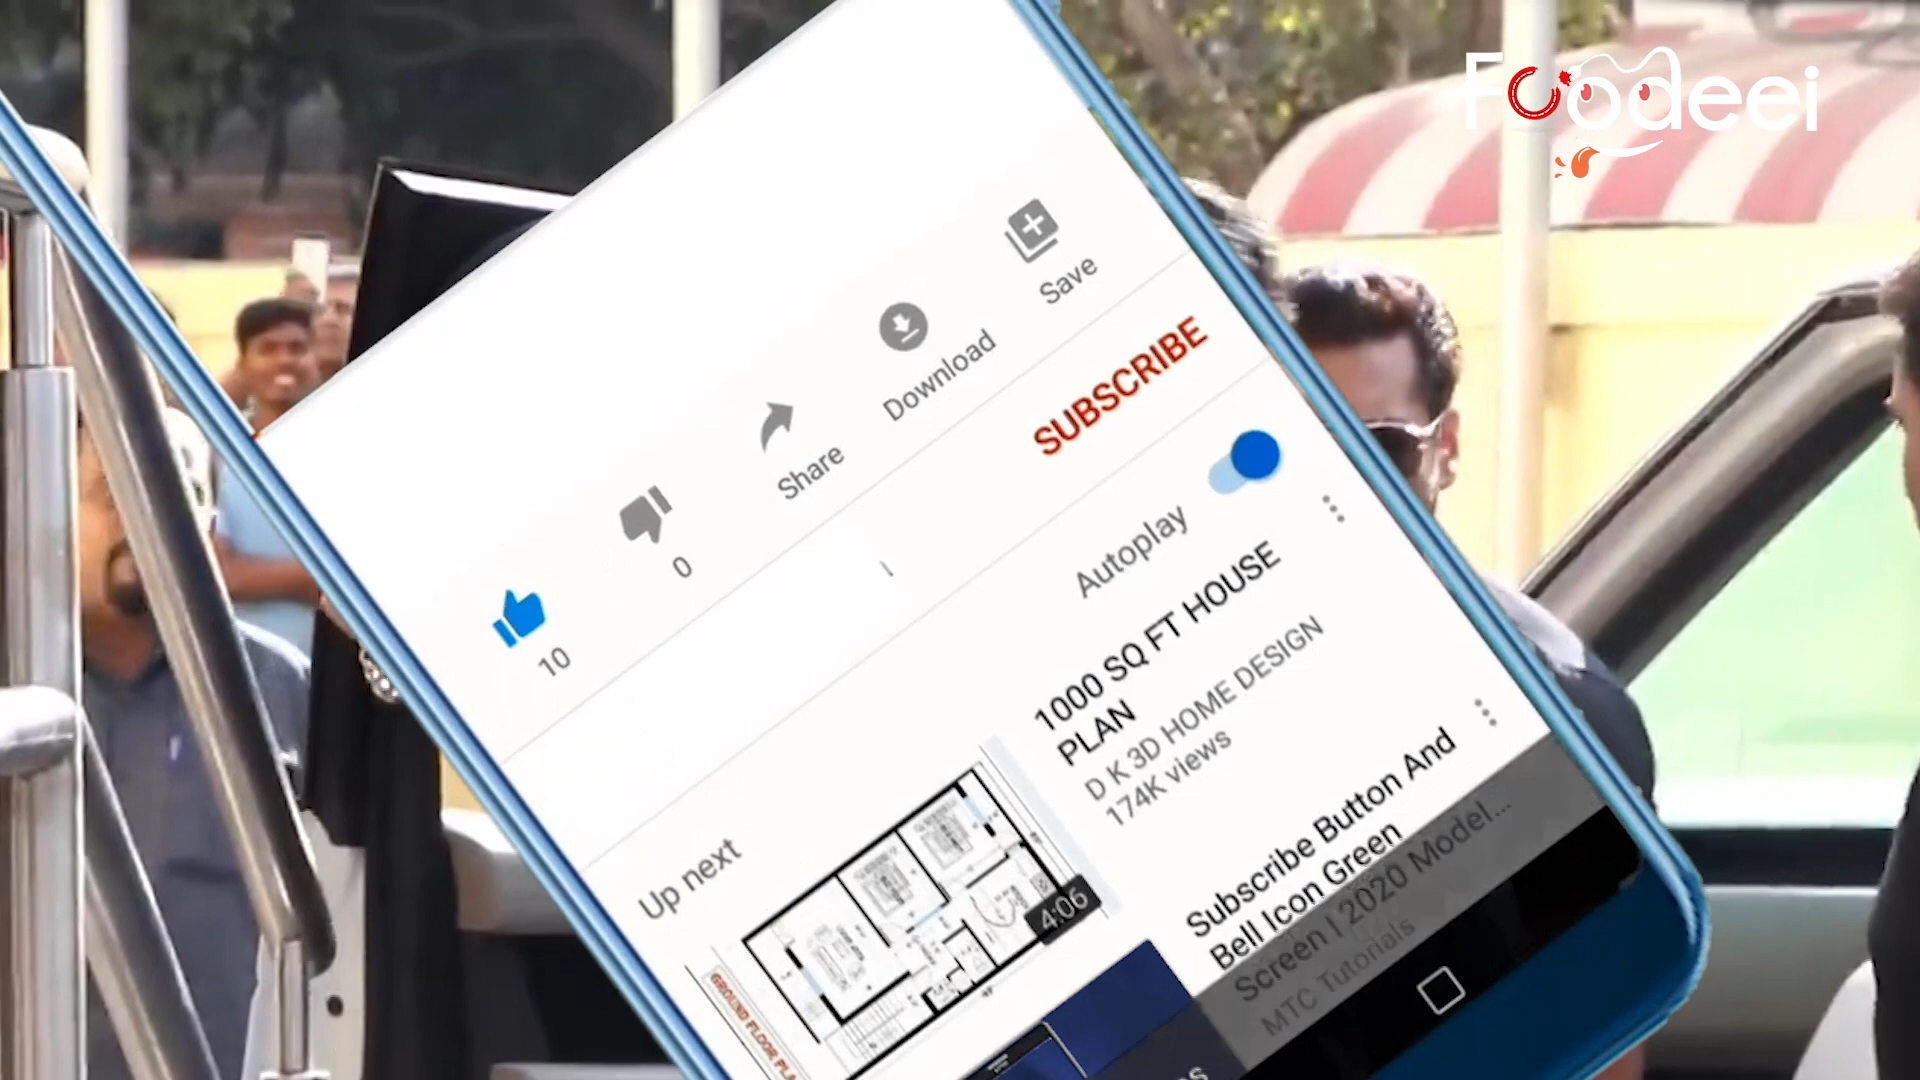 Foodeei
Save
Download
Share
0
10
SUBSCRIBE
Autoplay
Up next
1000 SQ FT HOUSE
PLAN
D K 3D HOME DESIGN
174K views
4:06
Subscribe Button And
Bell Icon Green
Screen I 2020 Model...
MTC Tutorials